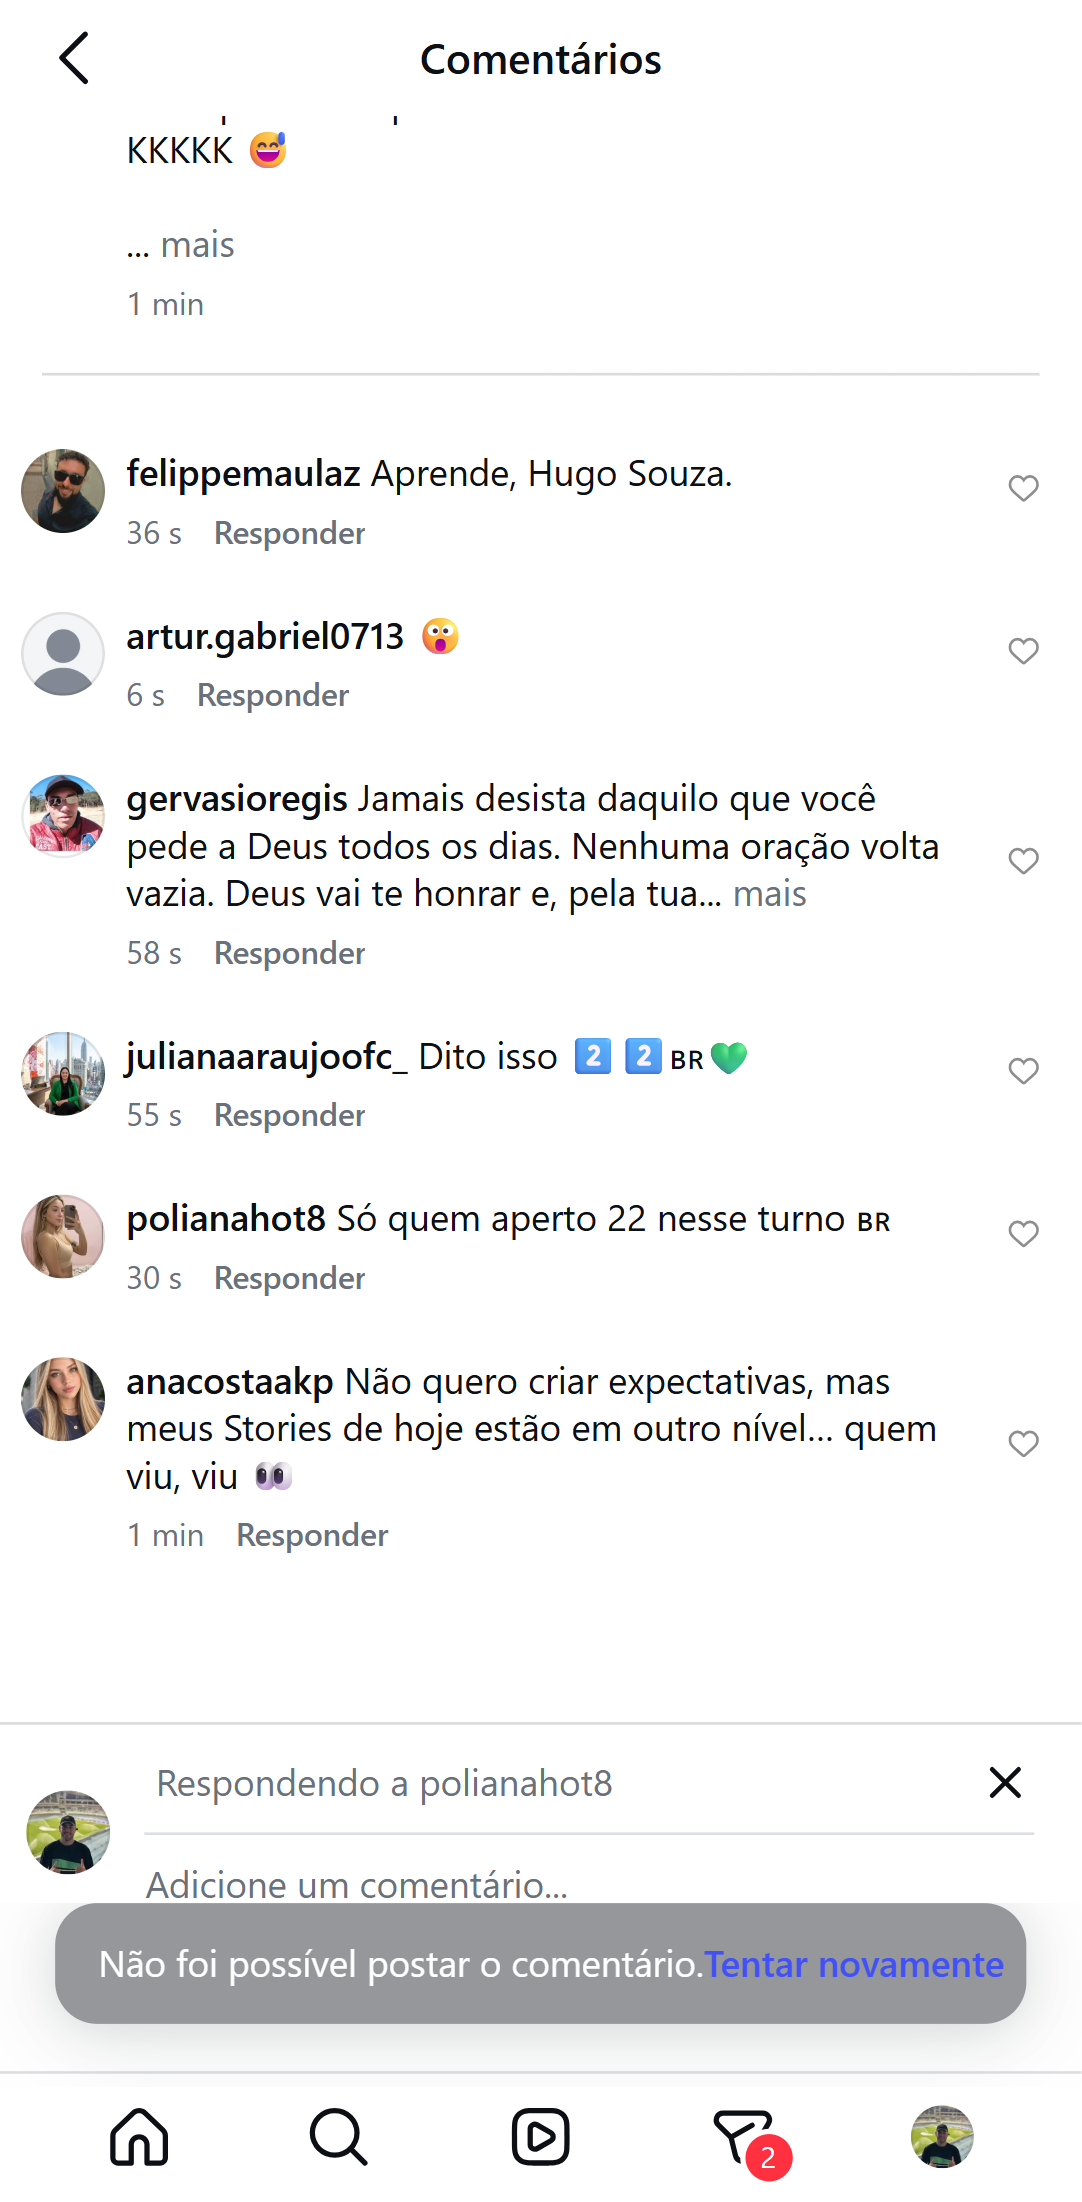 Comentários
KKKKK 😅
... mais
1 min
felippemaulaz Aprende, Hugo Souza.
36 s Responder
artur.gabriel0713 😲
6 s Responder
gervasioregis Jamais desista daquilo que você
pede a Deus todos os dias. Nenhuma oração volta
vazia. Deus vai te honrar e, pela tua... mais
58 s Responder
julianaaraujoofc_ Dito isso 2️⃣ 2️⃣ 🇧🇷💚
55 s Responder
polianahot8 Só quem aperto 22 nesse turno 🇧🇷
30 s Responder
anacostaakp Não quero criar expectativas, mas
meus Stories de hoje estão em outro nível... quem
viu, viu 👀
1 min Responder
Respondendo a polianahot8
Adicione um comentário...
Não foi possível postar o comentário.Tentar novamente
2